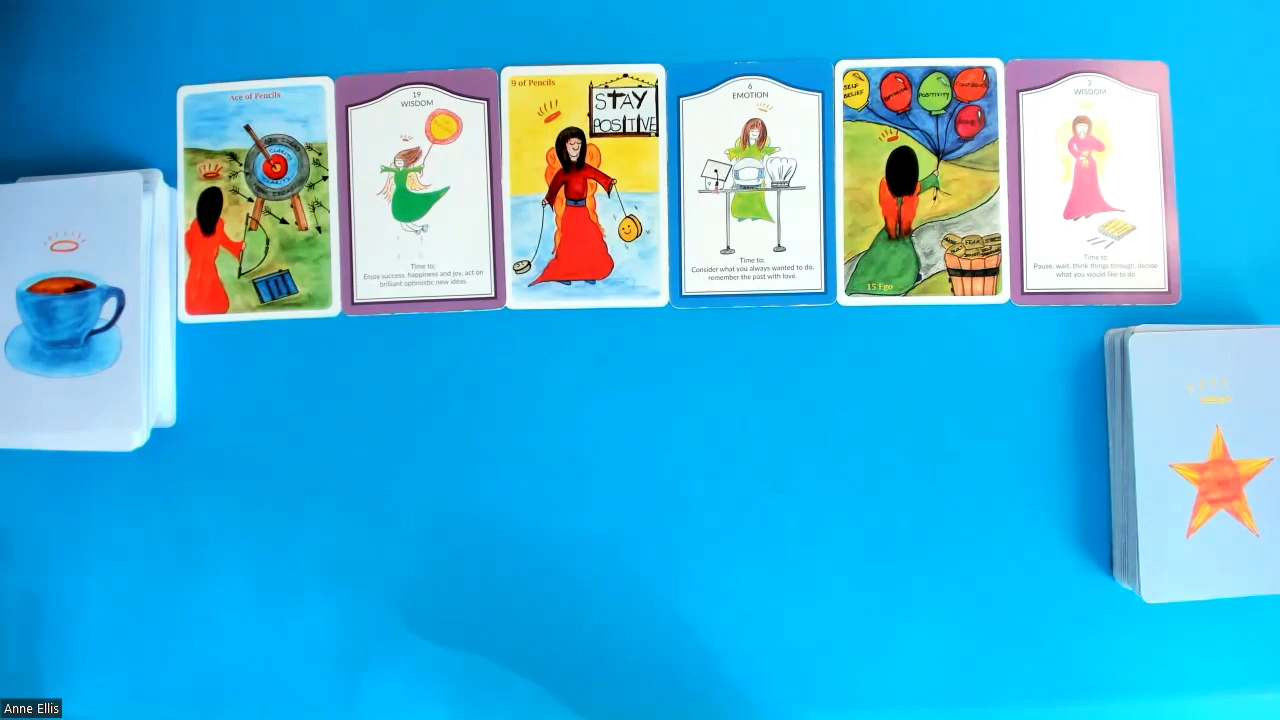 Ace of Pencils
CLARITY
19
WISDOM
Time to:
Enjoy success, happiness and joy, act on
brilliant optimistic new ideas.
9 of Pencils
STAY
POSITIVE
6
EMOTION
Time to:
Consider what you always wanted to do,
remember the past with love.
SELF
BELIEF
POSITIVITY
FEAR
15 Ego
2
WISDOM
Time to:
Pause, wait, think things through, decide
what you would like to do
Anne Ellis